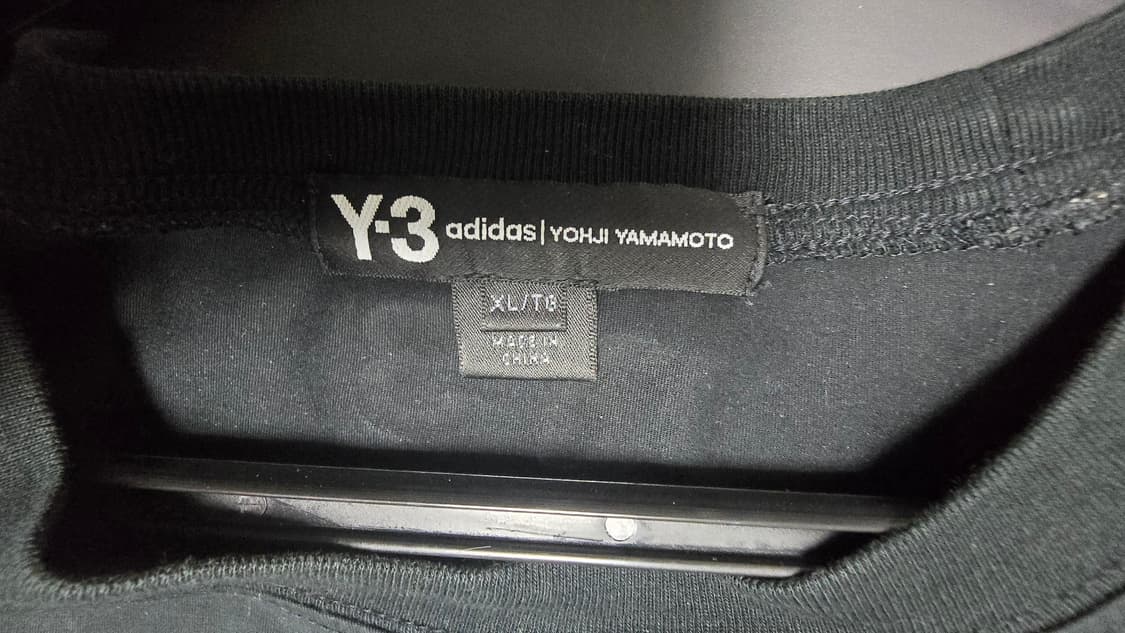 Y-3 adidas | YOHJI YAMAMOTO
XL/TG
MADE IN
CHINA